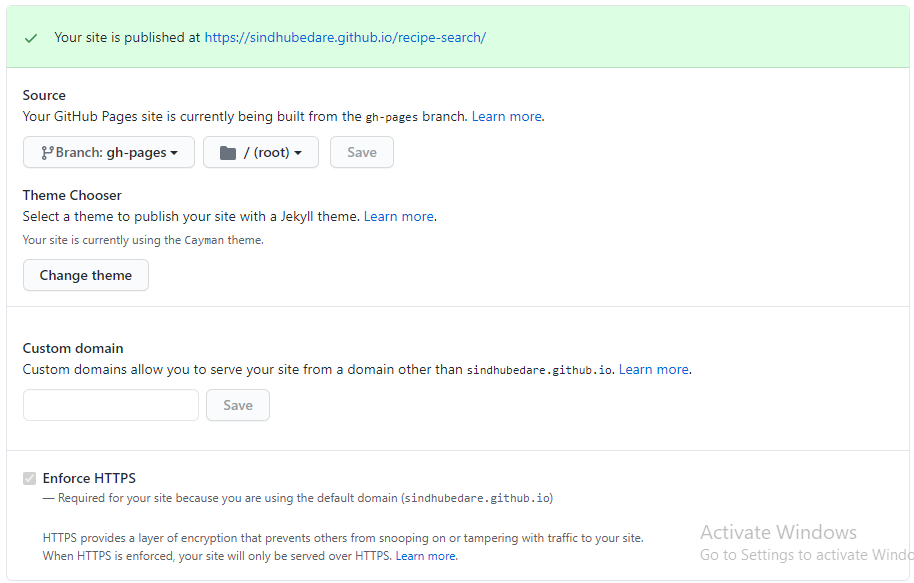 Your site is published at https://sindhubedare.github.io/recipe-search/
Source
Your GitHub Pages site is currently being built from the gh-pages branch. Learn more.
Branch: gh-pages
/ (root)
Save
Theme Chooser
Select a theme to publish your site with a Jekyll theme. Learn more.
Your site is currently using the Cayman theme.
Change theme
Custom domain
Custom domains allow you to serve your site from a domain other than sindhubedare.github.io. Learn more.
Save
Enforce HTTPS
— Required for your site because you are using the default domain (sindhubedare.github.io)
HTTPS provides a layer of encryption that prevents others from snooping on or tampering with traffic to your site.
When HTTPS is enforced, your site will only be served over HTTPS. Learn more.
Activate Windows
Go to Settings to activate Windo